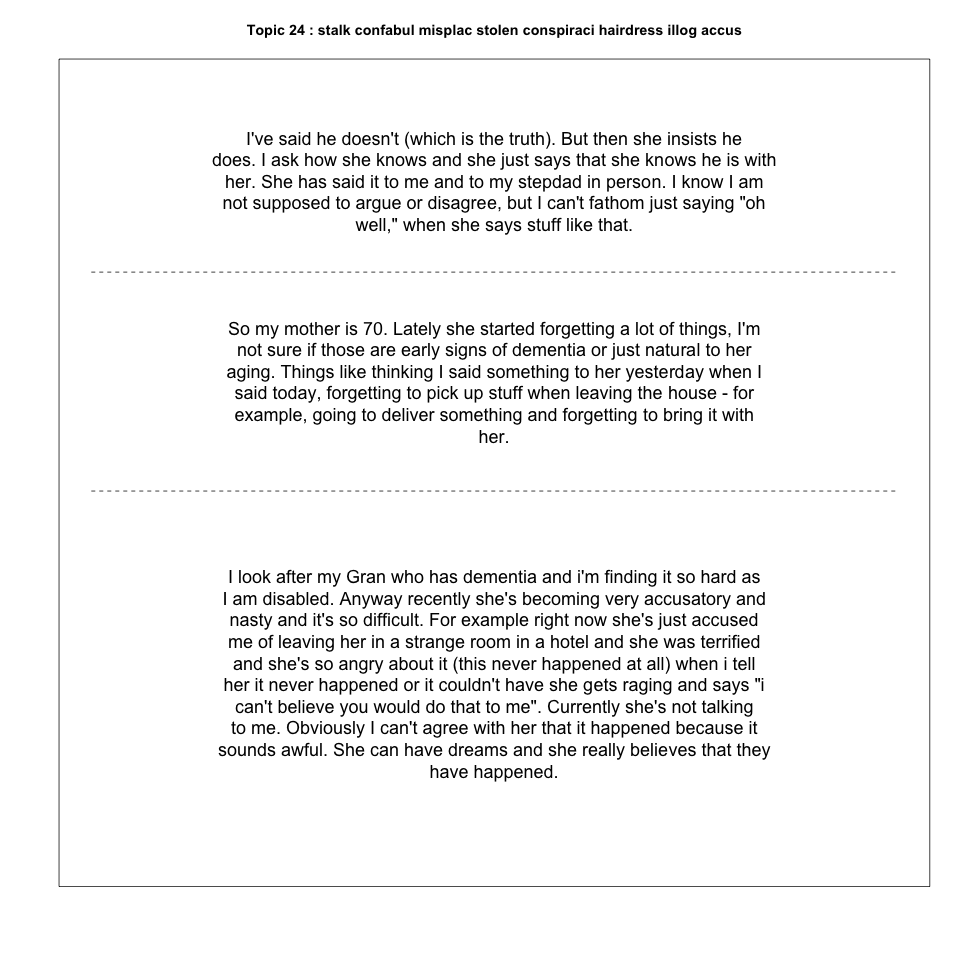 Topic 24 : stalk confabul misplac stolen conspiraci hairdress illog accus
I've said he doesn't (which is the truth). But then she insists he
does. I ask how she knows and she just says that she knows he is with
her. She has said it to me and to my stepdad in person. I know I am
not supposed to argue or disagree, but I can't fathom just saying "oh
well," when she says stuff like that.
So my mother is 70. Lately she started forgetting a lot of things, I'm
not sure if those are early signs of dementia or just natural to her
aging. Things like thinking I said something to her yesterday when I
said today, forgetting to pick up stuff when leaving the house - for
example, going to deliver something and forgetting to bring it with
her.
I look after my Gran who has dementia and i'm finding it so hard as
I am disabled. Anyway recently she's becoming very accusatory and
nasty and it's so difficult. For example right now she's just accused
me of leaving her in a strange room in a hotel and she was terrified
and she's so angry about it (this never happened at all) when i tell
her it never happened or it couldn't have she gets raging and says "i
can't believe you would do that to me". Currently she's not talking
to me. Obviously I can't agree with her that it happened because it
sounds awful. She can have dreams and she really believes that they
have happened.